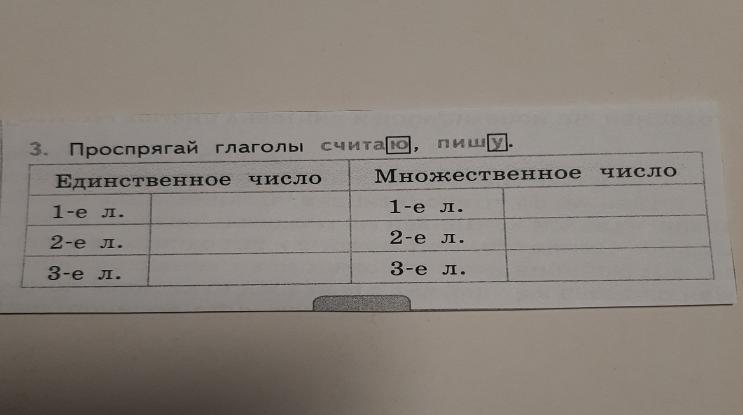 3. Проспрягай глаголы считаю, пишу.
Единственное число Множественное число
1-е л. 1-е л.
2-е л. 2-е л.
3-е л. 3-е л.